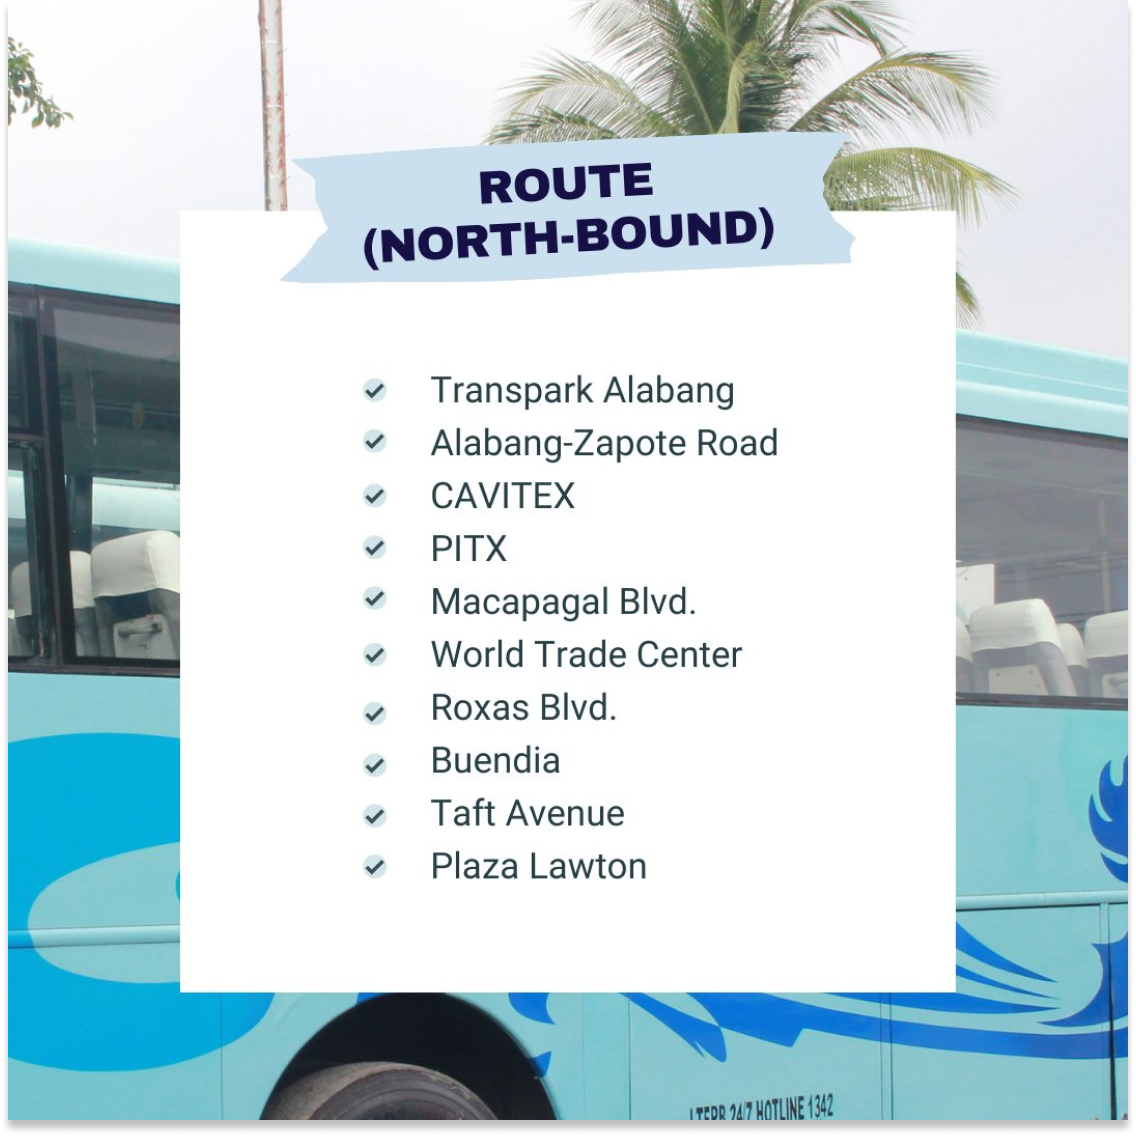 ROUTE
(NORTH-BOUND)
Transpark Alabang
Alabang-Zapote Road
CAVITEX
PITX
Macapagal Blvd.
World Trade Center
Roxas Blvd.
Buendia
Taft Avenue
Plaza Lawton
LTFRB 24/7 HOTLINE 1342